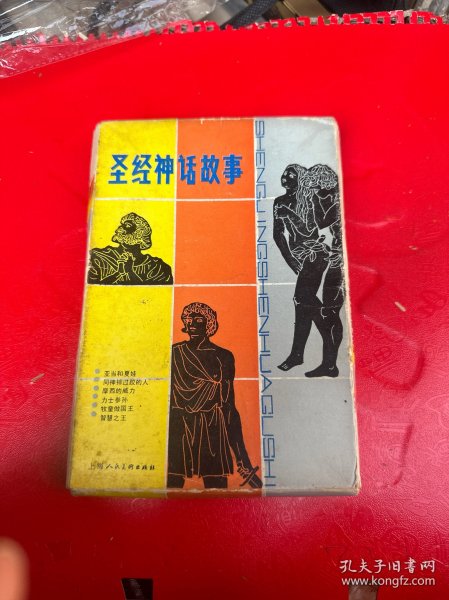 圣经神话故事
SHENGJINGSHENHUAGUSHI
亚当和夏娃
同神摔过跤的人
摩西的威力
力士参孙
牧童做国王
智慧之王
上海人民美术出版社
孔夫子旧书网
www.kongfz.com